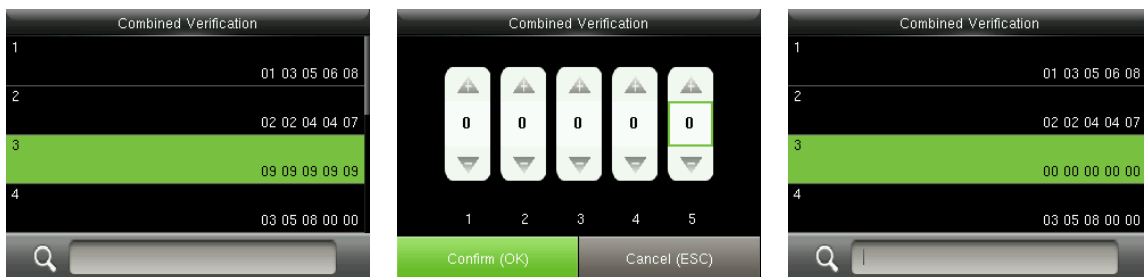 Combined Verification
1
01 03 05 06 08
2
02 02 04 04 07
3
09 09 09 09 09
4
03 05 08 00 00
Combined Verification
0 0 0 0 0
1 2 3 4 5
Confirm (OK) Cancel (ESC)
Combined Verification
1
01 03 05 06 08
2
02 02 04 04 07
3
00 00 00 00 00
4
03 05 08 00 00